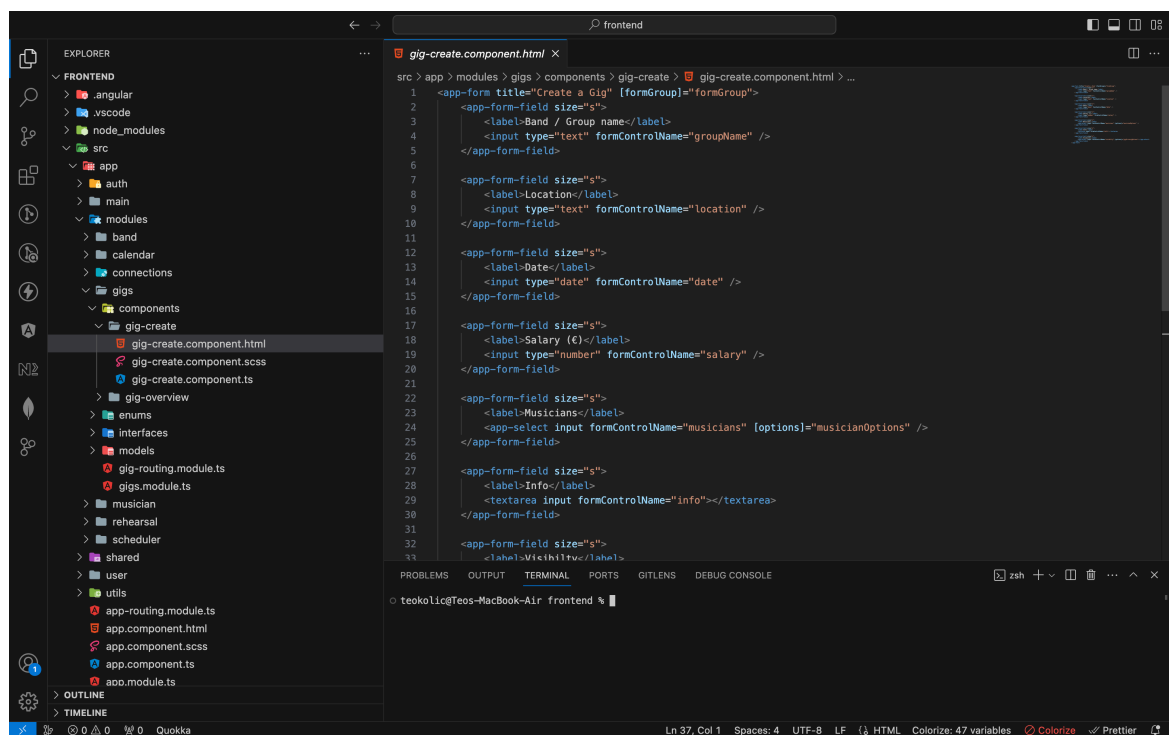 frontend
EXPLORER
FRONTEND
.angular
.vscode
node_modules
src
app
auth
main
modules
band
calendar
connections
gigs
components
gig-create
gig-create.component.html
gig-create.component.scss
gig-create.component.ts
gig-overview
enums
interfaces
models
gig-routing.module.ts
gigs.module.ts
musician
rehearsal
scheduler
shared
user
utils
app-routing.module.ts
app.component.html
app.component.scss
app.component.ts
app.module.ts
OUTLINE
TIMELINE
gig-create.component.html
src > app > modules > gigs > components > gig-create > gig-create.component.html > ...
1 <app-form title="Create a Gig" [formGroup]="formGroup">
2 <app-form-field size="s">
3 <label>Band / Group name</label>
4 <input type="text" formControlName="groupName" />
5 </app-form-field>
6
7 <app-form-field size="s">
8 <label>Location</label>
9 <input type="text" formControlName="location" />
10 </app-form-field>
11
12 <app-form-field size="s">
13 <label>Date</label>
14 <input type="date" formControlName="date" />
15 </app-form-field>
16
17 <app-form-field size="s">
18 <label>Salary (€)</label>
19 <input type="number" formControlName="salary" />
20 </app-form-field>
21
22 <app-form-field size="s">
23 <label>Musicians</label>
24 <app-select input formControlName="musicians" [options]="musicianOptions" />
25 </app-form-field>
26
27 <app-form-field size="s">
28 <label>Info</label>
29 <textarea input formControlName="info"></textarea>
30 </app-form-field>
31
32 <app-form-field size="s">
33 <label>Visibilty</label>
PROBLEMS OUTPUT TERMINAL PORTS GITLENS DEBUG CONSOLE
zsh
teokolic@Teos-MacBook-Air frontend %
1
0 0 0 Quokka
Ln 37, Col 1 Spaces: 4 UTF-8 LF HTML Colorize: 47 variables Colorize Prettier